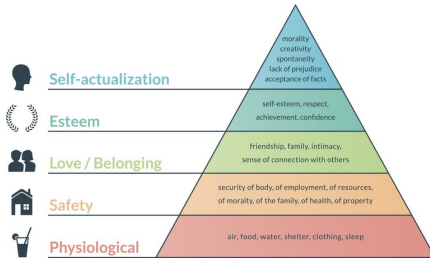 morality
creativity
spontaneity
lack of prejudice
acceptance of facts
Self-actualization
self-esteem, respect,
achievement, confidence
Esteem
friendship, family, intimacy,
sense of connection with others
Love / Belonging
security of body, of employment, of resources,
of moralty, of the family, of health, of property
Safety
air, food, water, shelter, clothing, sleep
Physiological